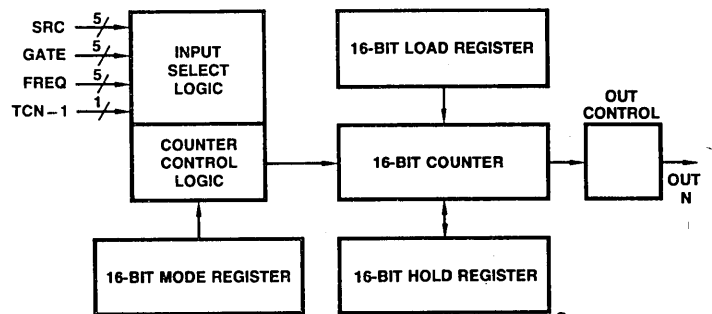 SRC 5
GATE 5
FREQ 5
TCN-1 1
INPUT
SELECT
LOGIC
COUNTER
CONTROL
LOGIC
16-BIT MODE REGISTER
16-BIT LOAD REGISTER
16-BIT COUNTER
16-BIT HOLD REGISTER
OUT
CONTROL
OUT
N